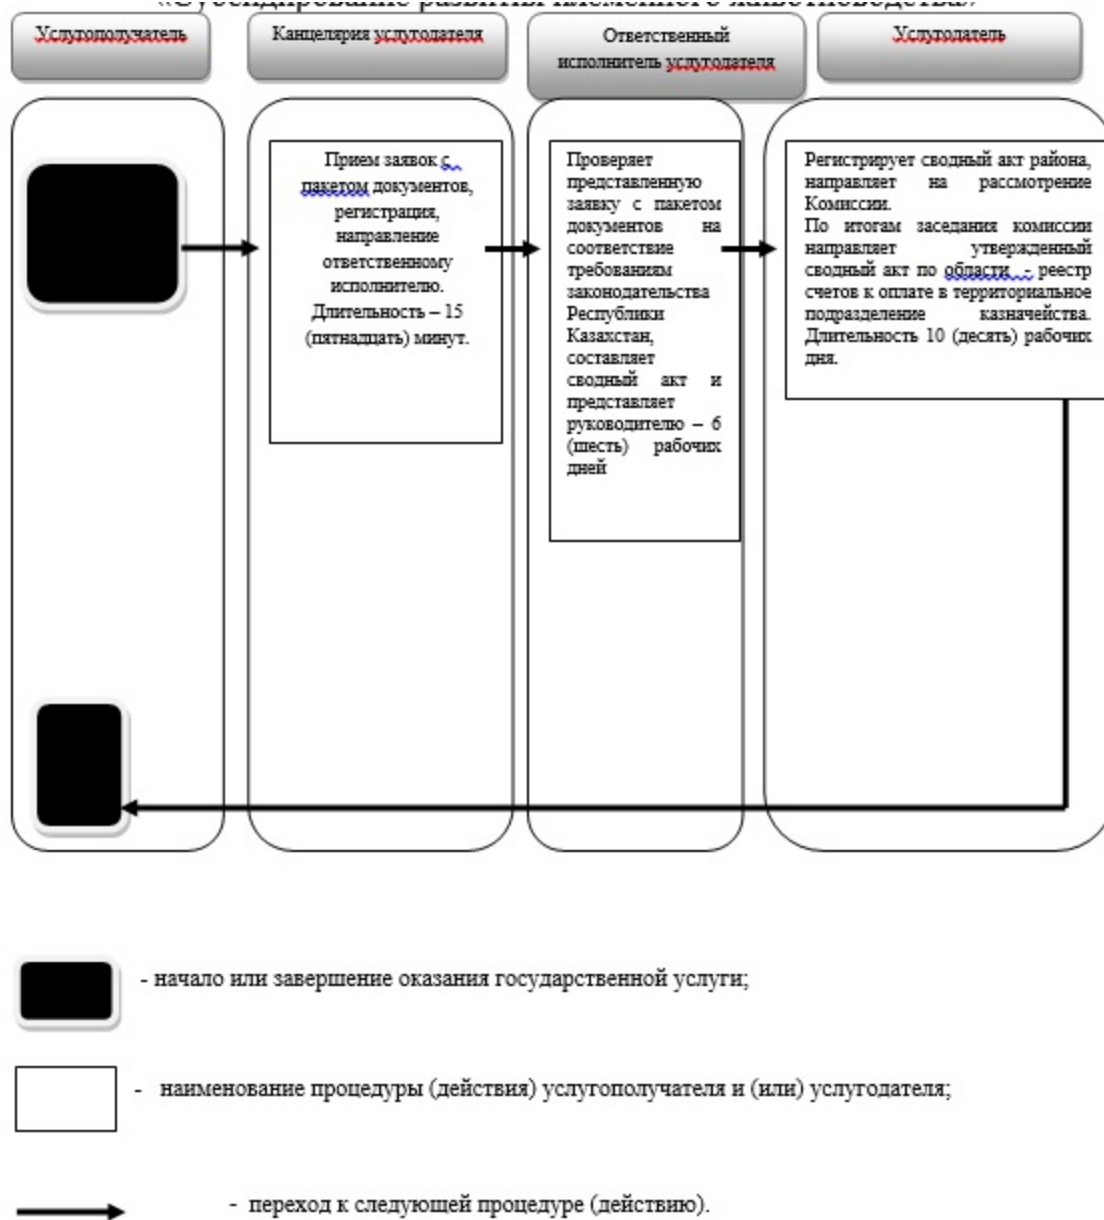 «Субсидирование развития племенного животноводства»
Услугополучатель
Канцелярия услугодателя
Ответственный
исполнитель услугодателя
Услугодатель
Прием заявок с
пакетом документов,
регистрация,
направление
ответственному
исполнителю.
Длительность – 15
(пятнадцать) минут.
Проверяет
представленную
заявку с пакетом
документов на
соответствие
требованиям
законодательства
Республики
Казахстан,
составляет
сводный акт и
представляет
руководителю – 6
(шесть) рабочих
дней
Регистрирует сводный акт района,
направляет на рассмотрение
Комиссии.
По итогам заседания комиссии
направляет утвержденный
сводный акт по области - реестр
счетов к оплате в территориальное
подразделение казначейства.
Длительность 10 (десять) рабочих
дня.
- начало или завершение оказания государственной услуги;
- наименование процедуры (действия) услугополучателя и (или) услугодателя;
- переход к следующей процедуре (действию).